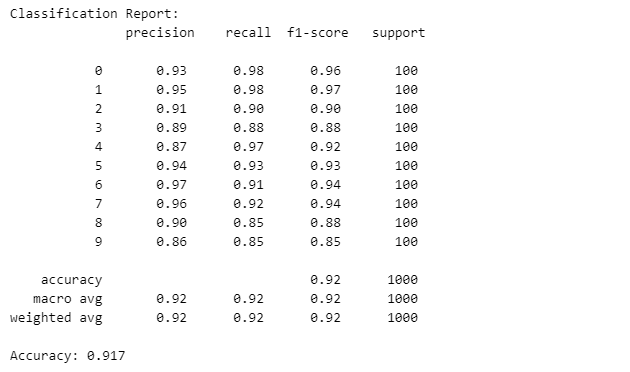 Classification Report:
precision recall f1-score support
0 0.93 0.98 0.96 100
1 0.95 0.98 0.97 100
2 0.91 0.90 0.90 100
3 0.89 0.88 0.88 100
4 0.87 0.97 0.92 100
5 0.94 0.93 0.93 100
6 0.97 0.91 0.94 100
7 0.96 0.92 0.94 100
8 0.90 0.85 0.88 100
9 0.86 0.85 0.85 100
accuracy 0.92 1000
macro avg 0.92 0.92 0.92 1000
weighted avg 0.92 0.92 0.92 1000
Accuracy: 0.917